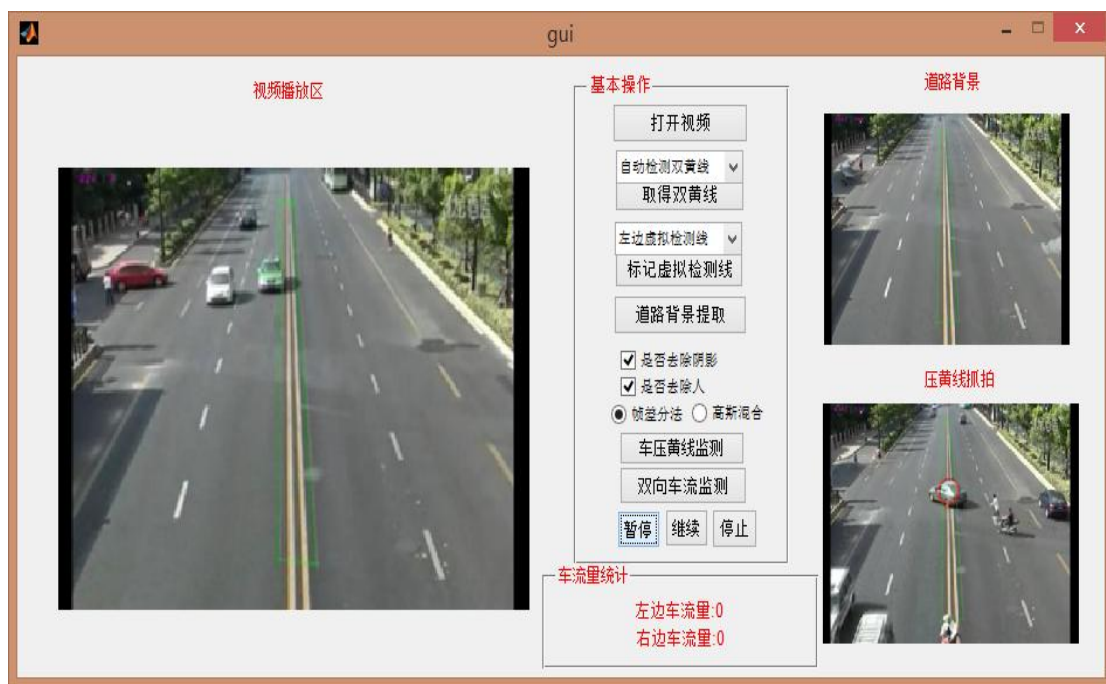 gui
视频播放区
基本操作
打开视频
自动检测双黄线
取得双黄线
左边虚拟检测线
标记虚拟检测线
道路背景提取
是否去除阴影
是否去除人
帧差分法 高斯混合
车压黄线监测
双向车流监测
暂停 继续 停止
车流量统计
左边车流量:0
右边车流量:0
道路背景
压黄线抓拍